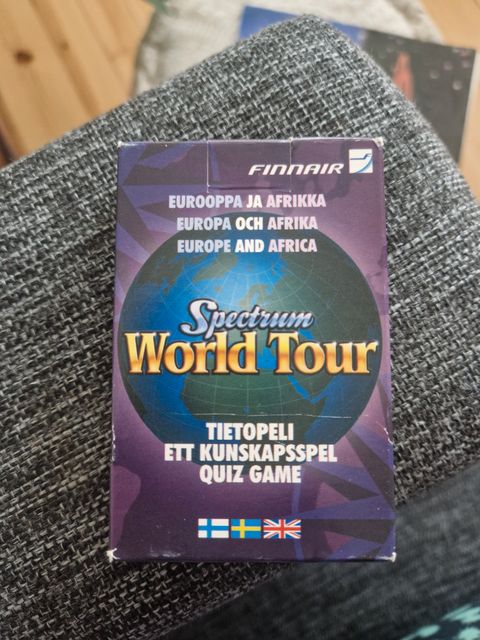 FINNAIR
EUROOPPA JA AFRIKKA
EUROPA OCH AFRIKA
EUROPE AND AFRICA
Spectrum
World Tour
TIETOPELI
ETT KUNSKAPSSPEL
QUIZ GAME